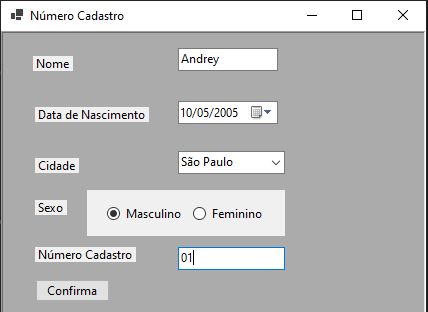 Número Cadastro
Nome Andrey
Data de Nascimento 10/05/2005
Cidade São Paulo
Sexo Masculino Feminino
Número Cadastro 01
Confirma